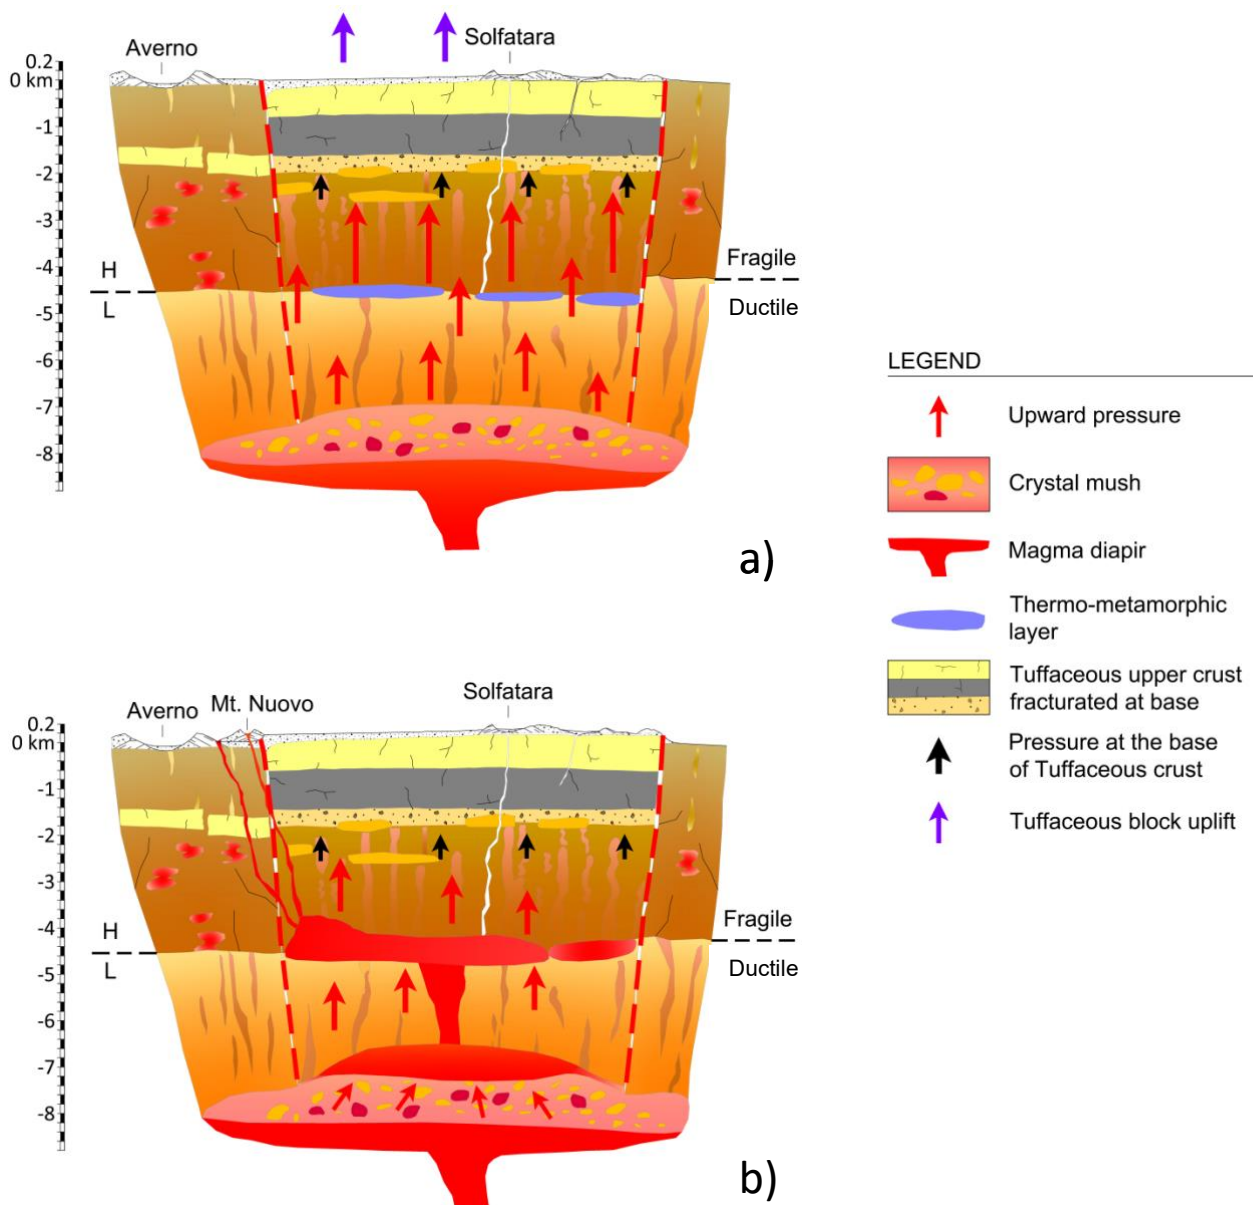 Averno
Solfatara
0.2
0 km
-1
-2
-3
-4
-5
-6
-7
-8
H
L
Fragile
Ductile
a)
LEGEND
Upward pressure
Crystal mush
Magma diapir
Thermo-metamorphic
layer
Tuffaceous upper crust
fracturated at base
Pressure at the base
of Tuffaceous crust
Tuffaceous block uplift
Averno
Mt. Nuovo
Solfatara
0.2
0 km
-1
-2
-3
-4
-5
-6
-7
-8
H
L
Fragile
Ductile
b)